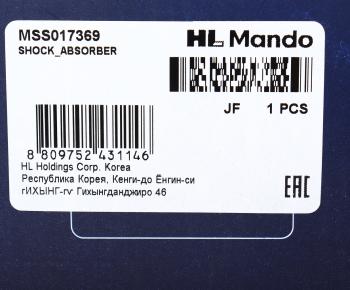 MSS017369
SHOCK_ABSORBER
HL Mando
JF 1 PCS
8 809752 431146
HL Holdings Corp. Korea
Республика Корея, Кенги-до Ёнгин-си
гИХЫНГ-гу Гихынгданджиро 46
EAC